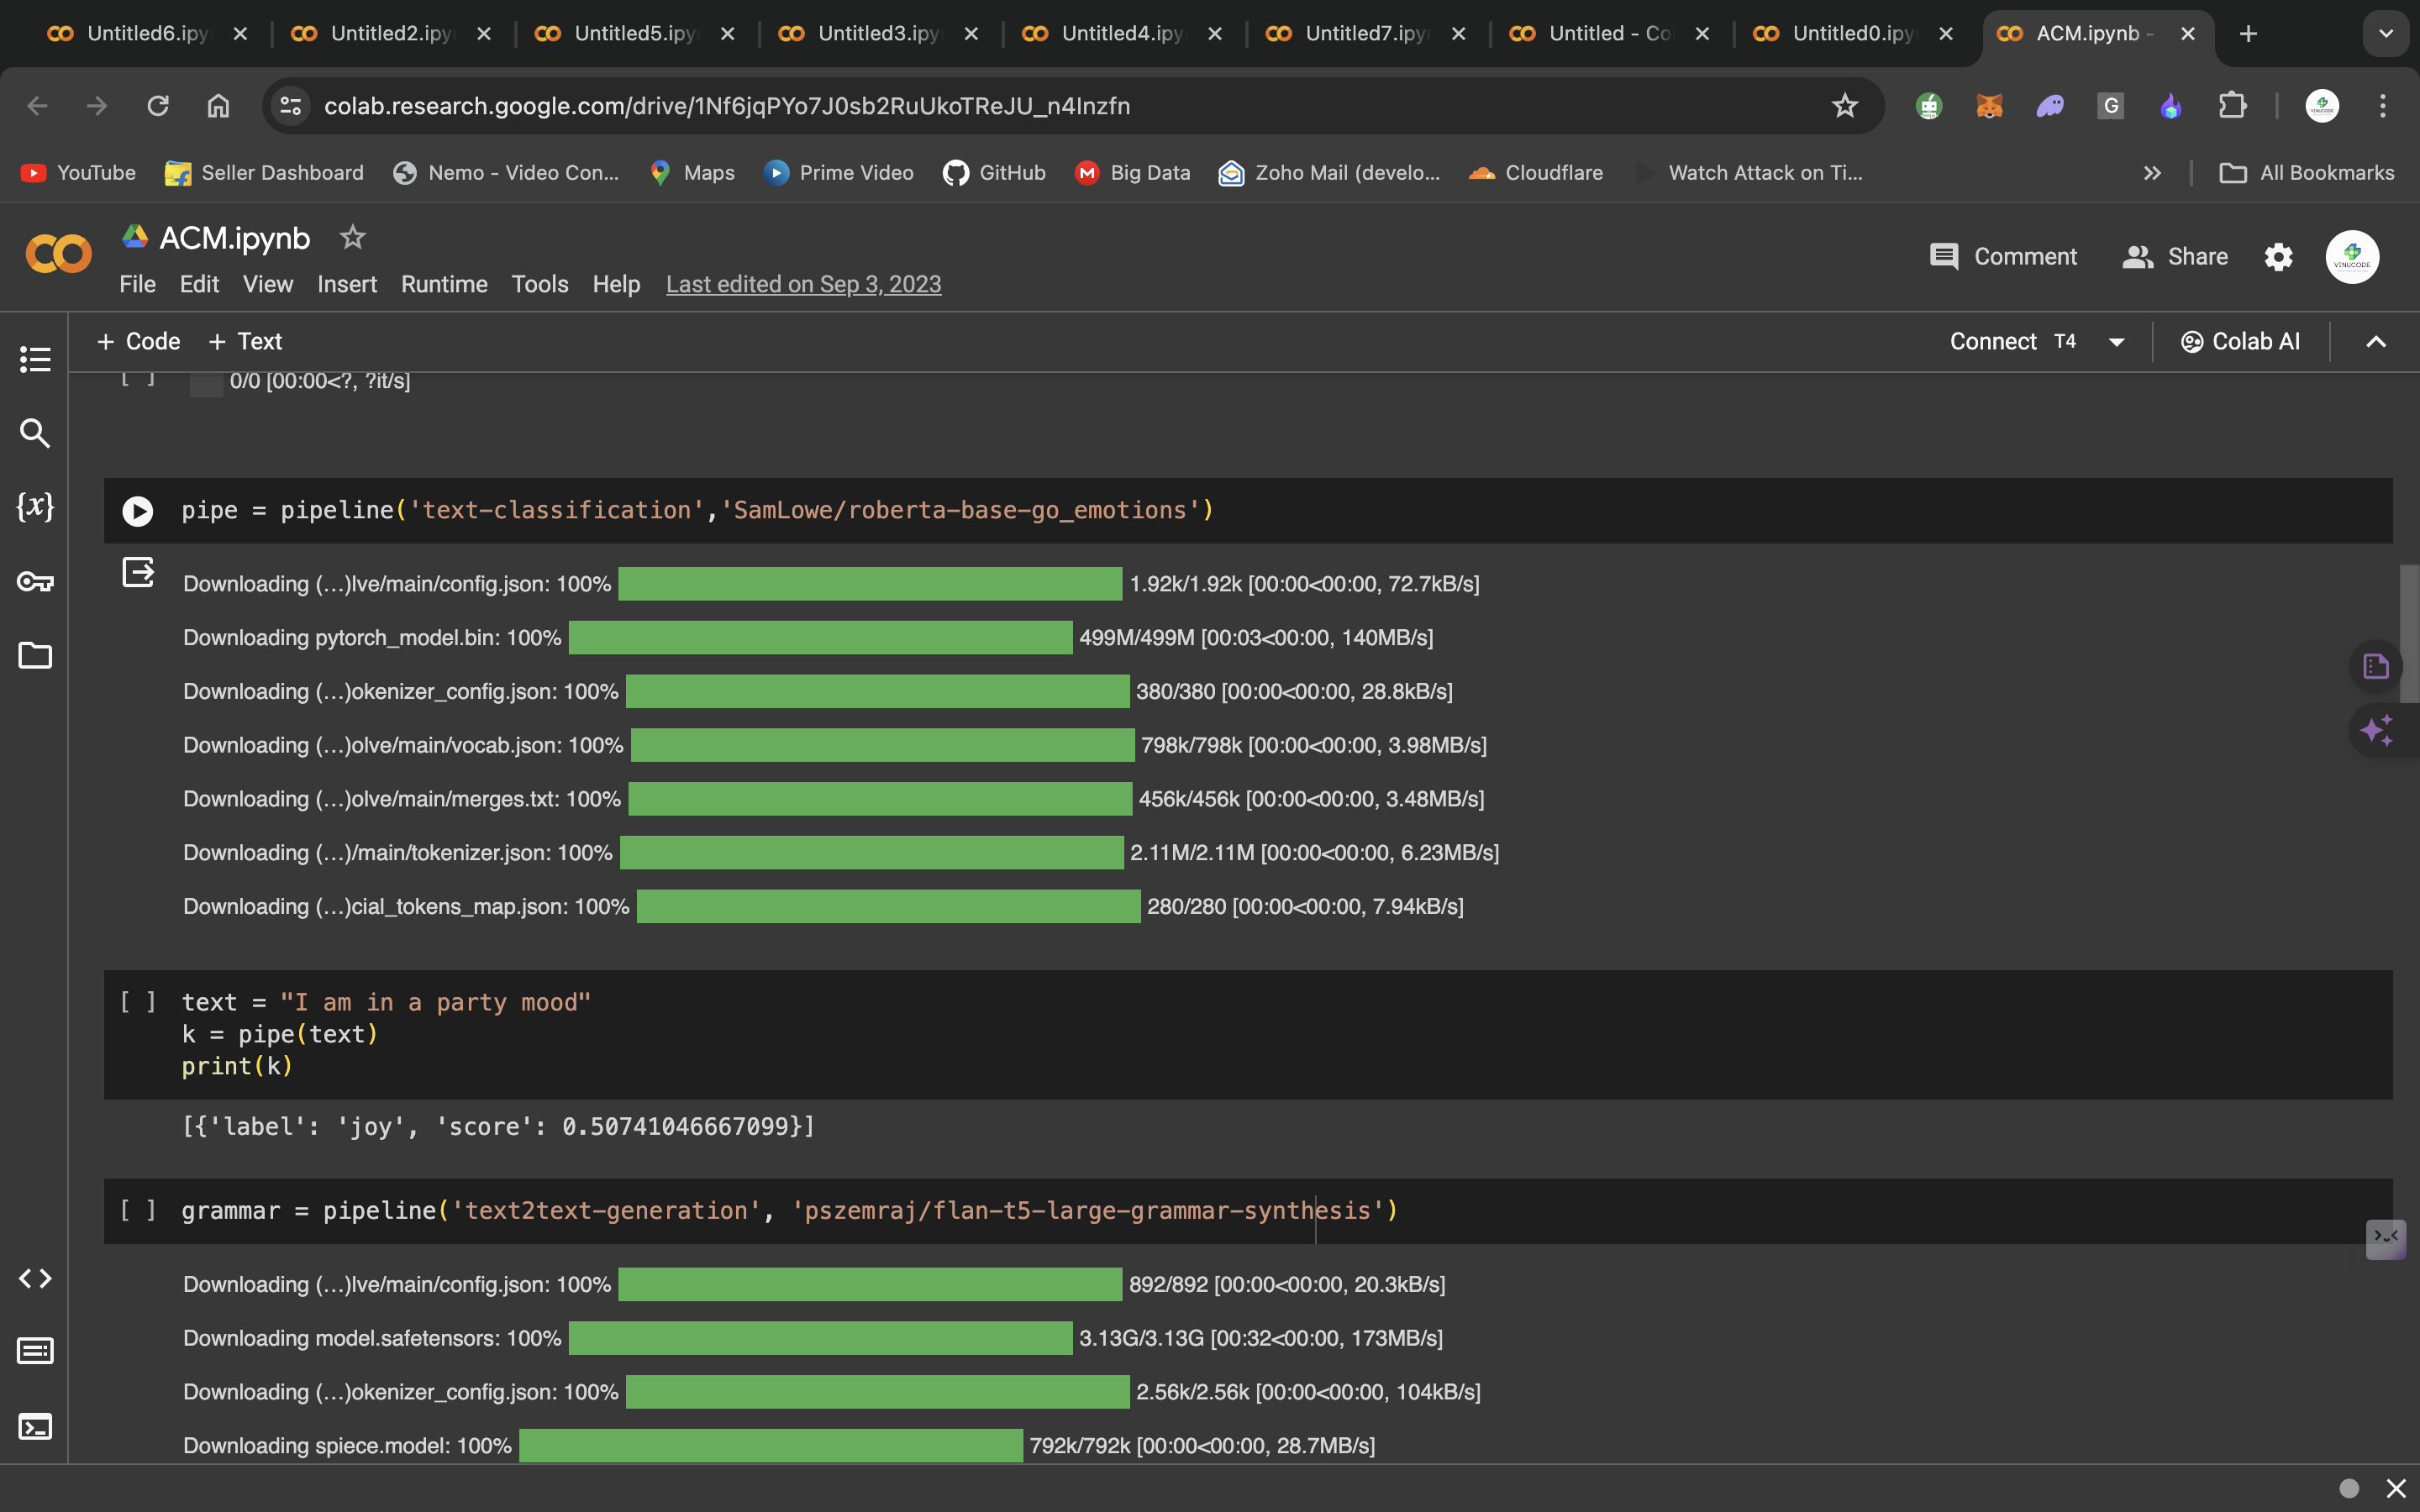 Untitled6.ipy
Untitled2.ipy
Untitled5.ipy
Untitled3.ipy
Untitled4.ipy
Untitled7.ipy
Untitled - Co
Untitled0.ipy
ACM.ipynb -
colab.research.google.com/drive/1Nf6jqPYo7J0sb2RuUkoTReJU_n4Inzfn
G
YouTube
Seller Dashboard
Nemo - Video Con...
Maps
Prime Video
GitHub
M Big Data
Zoho Mail (develo...
Cloudflare
Watch Attack on Ti...
All Bookmarks
ACM.ipynb
Comment
Share
VINUCODE
File Edit View Insert Runtime Tools Help Last edited on Sep 3, 2023
+ Code + Text
Connect T4
Colab AI
[ ] 0/0 [00:00<?, ?it/s]
{x}
pipe = pipeline('text-classification','SamLowe/roberta-base-go_emotions')
Downloading (…)lve/main/config.json: 100% 1.92k/1.92k [00:00<00:00, 72.7kB/s]
Downloading pytorch_model.bin: 100% 499M/499M [00:03<00:00, 140MB/s]
Downloading (…)okenizer_config.json: 100% 380/380 [00:00<00:00, 28.8kB/s]
Downloading (…)olve/main/vocab.json: 100% 798k/798k [00:00<00:00, 3.98MB/s]
Downloading (…)olve/main/merges.txt: 100% 456k/456k [00:00<00:00, 3.48MB/s]
Downloading (…)/main/tokenizer.json: 100% 2.11M/2.11M [00:00<00:00, 6.23MB/s]
Downloading (…)cial_tokens_map.json: 100% 280/280 [00:00<00:00, 7.94kB/s]
[ ] text = "I am in a party mood"
k = pipe(text)
print(k)
[{'label': 'joy', 'score': 0.50741046667099}]
[ ] grammar = pipeline('text2text-generation', 'pszemraj/flan-t5-large-grammar-synthesis')
Downloading (…)lve/main/config.json: 100% 892/892 [00:00<00:00, 20.3kB/s]
Downloading model.safetensors: 100% 3.13G/3.13G [00:32<00:00, 173MB/s]
Downloading (…)okenizer_config.json: 100% 2.56k/2.56k [00:00<00:00, 104kB/s]
Downloading spiece.model: 100% 792k/792k [00:00<00:00, 28.7MB/s]